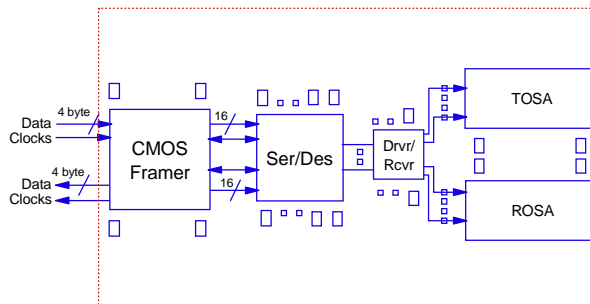 4 byte
Data
Clocks
4 byte
Data
Clocks
CMOS
Framer
16
16
Ser/Des
Drvr/
Rcvr
TOSA
ROSA